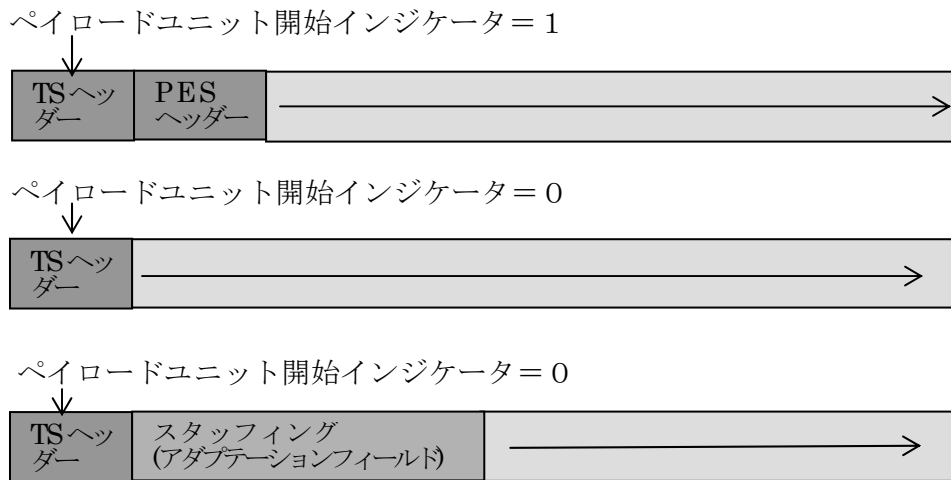 ペイロードユニット開始インジケータ＝１
TSヘッ
ダー
PES
ヘッダー
ペイロードユニット開始インジケータ＝０
TSヘッ
ダー
ペイロードユニット開始インジケータ＝０
TSヘッ
ダー
スタッフィング
(アダプテーションフィールド)